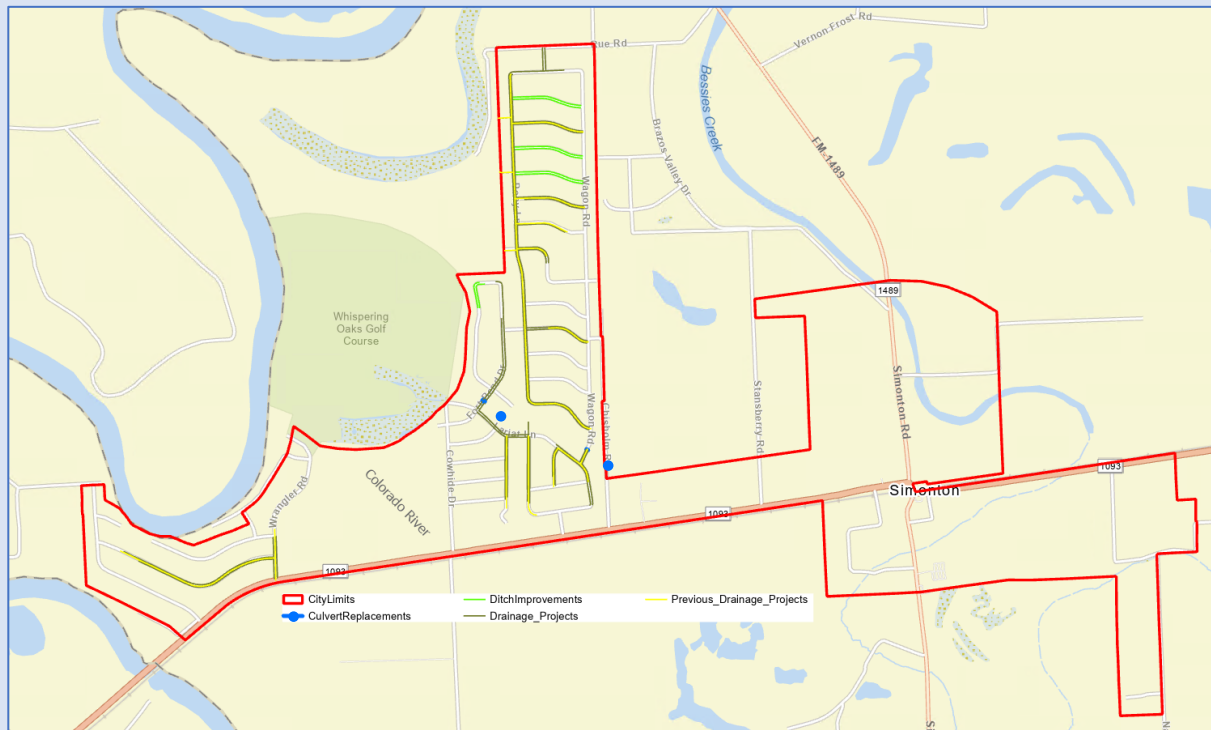 Vernon Frost Rd
Rue Rd
Bessies Creek
Brazos Valley Dr
FM 1489
Wagon Rd
1489
Whispering
Oaks Golf
Course
Simonton Rd
Stansberry Rd
Wagon Rd
Lariat Ln
Cowhide Dr
Colorado River
Wrangler Rd
Simonton
1093
1093
1093
CityLimits
DitchImprovements
Previous_Drainage_Projects
CulvertReplacements
Drainage_Projects